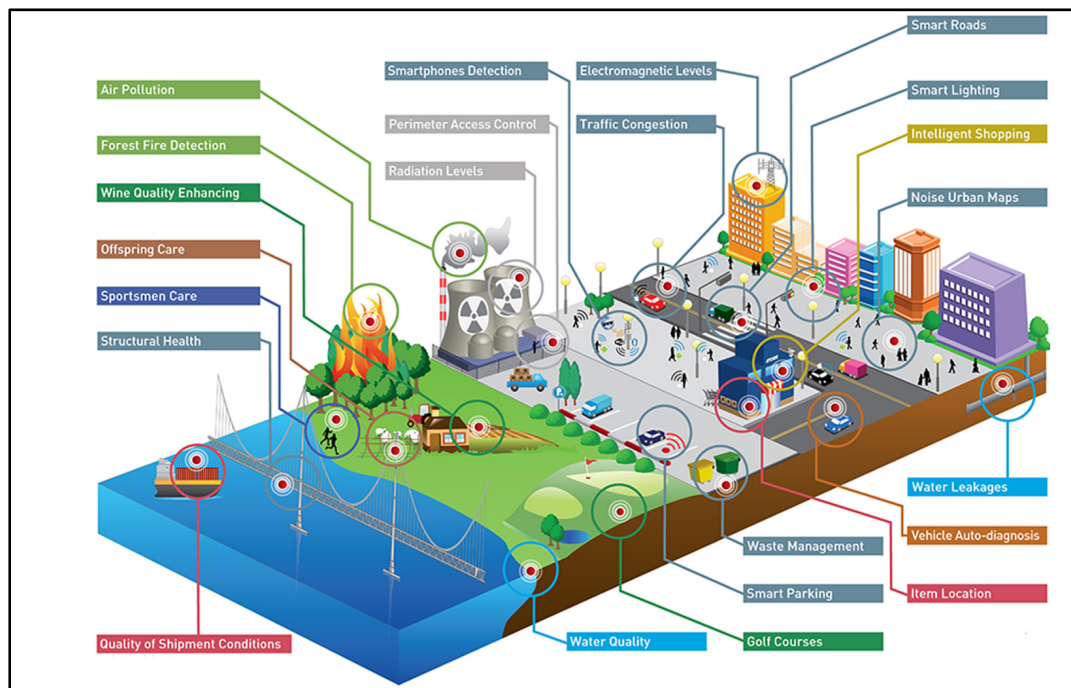 Smart Roads
Smartphones Detection
Electromagnetic Levels
Air Pollution
Smart Lighting
Perimeter Access Control
Traffic Congestion
Forest Fire Detection
Intelligent Shopping
Radiation Levels
Wine Quality Enhancing
Noise Urban Maps
Offspring Care
Sportsmen Care
Structural Health
Water Leakages
Waste Management
Vehicle Auto-diagnosis
Smart Parking
Item Location
Quality of Shipment Conditions
Water Quality
Golf Courses